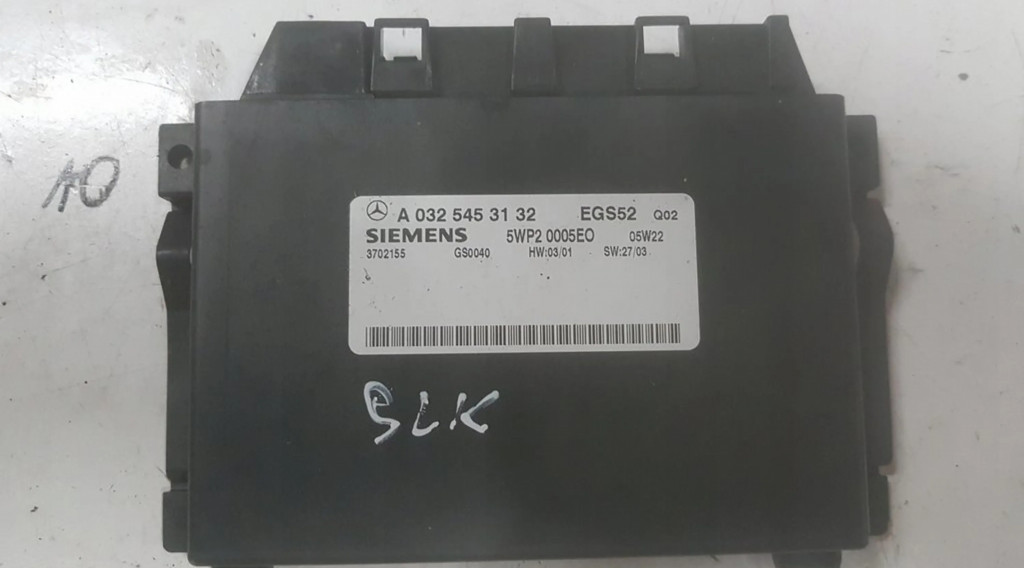 A 032 545 31 32 EGS52 Q02
SIEMENS 5WP2 0005EO 05W22
3702155 GS0040 HW:03/01 SW:27/03
10
SLK